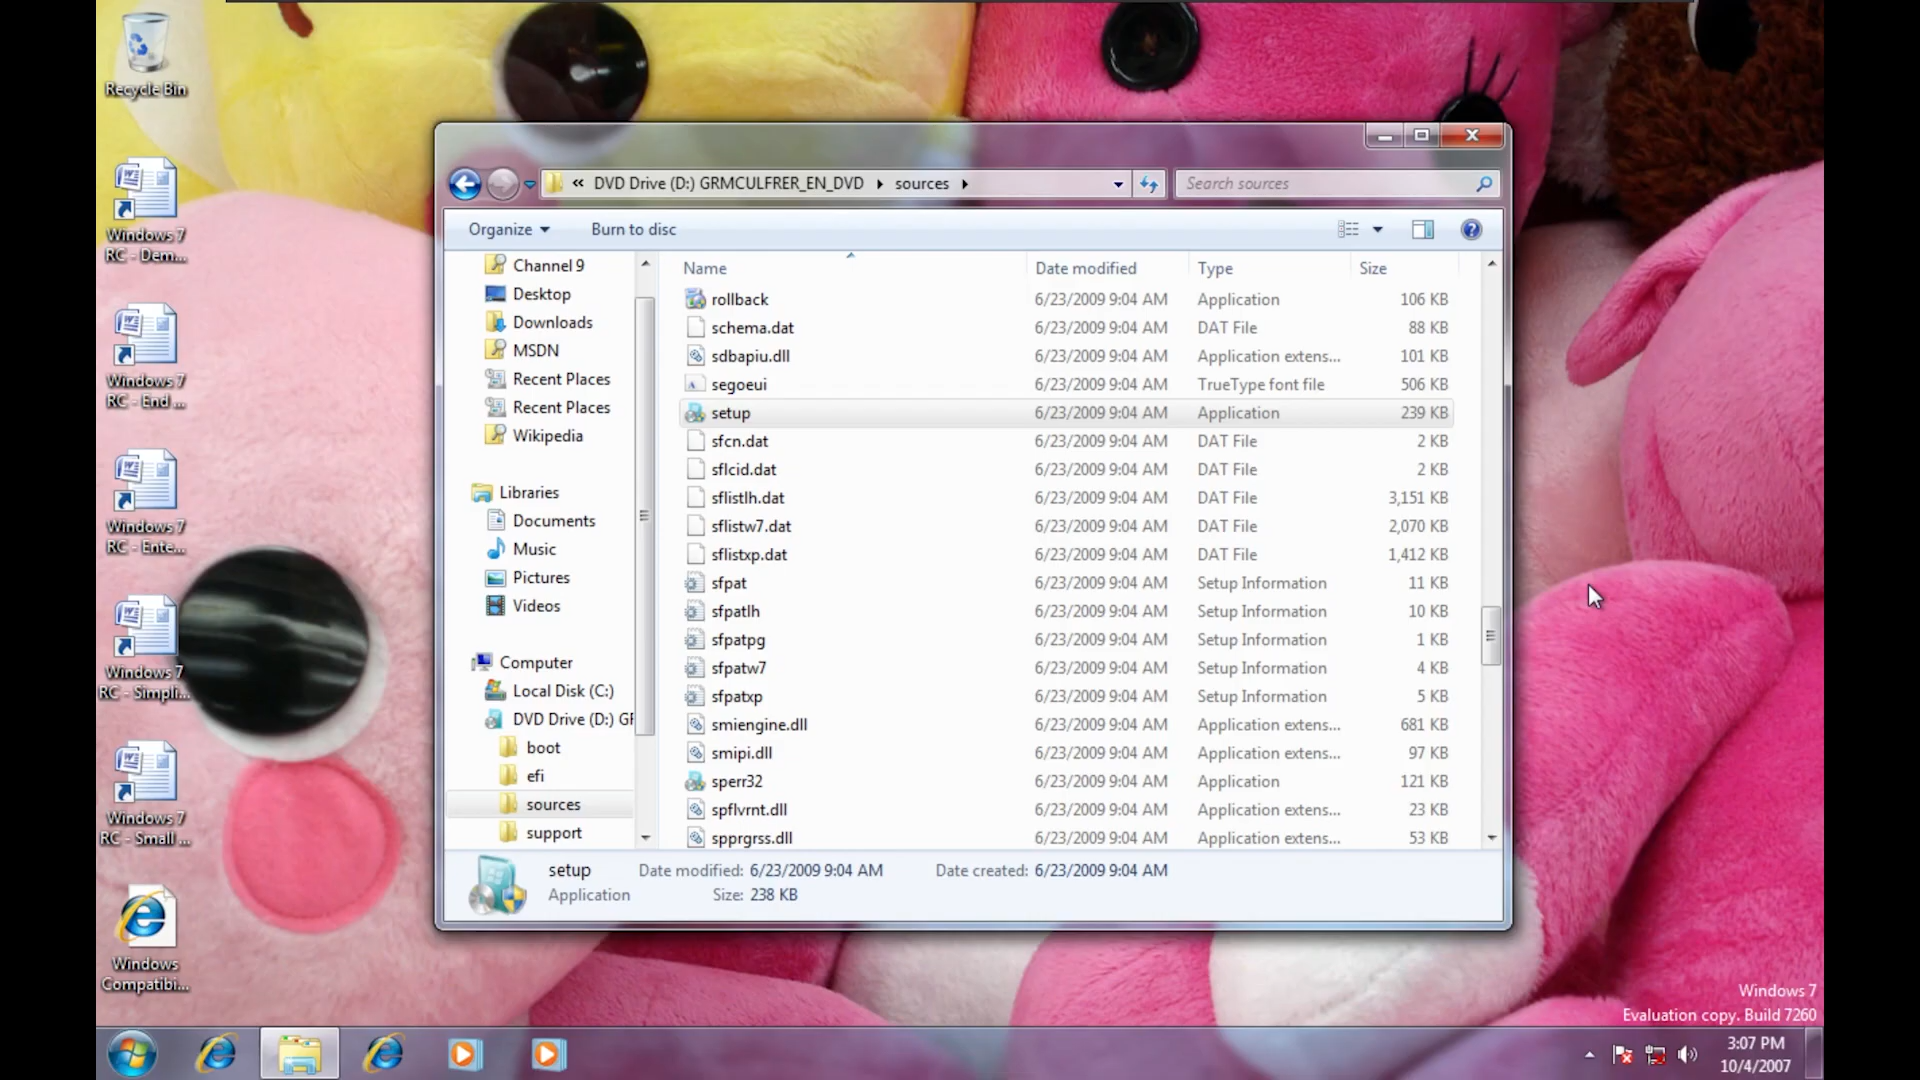 Recycle Bin
Windows 7
RC - Dem...
Windows 7
RC - End ...
Windows 7
RC - Ente...
Windows 7
RC - Simpli...
Windows 7
RC - Small ...
Windows
Compatibi...
« DVD Drive (D:) GRMCULFRER_EN_DVD sources
Search sources
Organize Burn to disc
Channel 9
Desktop
Downloads
MSDN
Recent Places
Recent Places
Wikipedia
Libraries
Documents
Music
Pictures
Videos
Computer
Local Disk (C:)
DVD Drive (D:) GR
boot
efi
sources
support
Name Date modified Type Size
rollback 6/23/2009 9:04 AM Application 106 KB
schema.dat 6/23/2009 9:04 AM DAT File 88 KB
sdbapiu.dll 6/23/2009 9:04 AM Application extens... 101 KB
segoeui 6/23/2009 9:04 AM TrueType font file 506 KB
setup 6/23/2009 9:04 AM Application 239 KB
sfcn.dat 6/23/2009 9:04 AM DAT File 2 KB
sflcid.dat 6/23/2009 9:04 AM DAT File 2 KB
sflistlh.dat 6/23/2009 9:04 AM DAT File 3,151 KB
sflistw7.dat 6/23/2009 9:04 AM DAT File 2,070 KB
sflistxp.dat 6/23/2009 9:04 AM DAT File 1,412 KB
sfpat 6/23/2009 9:04 AM Setup Information 11 KB
sfpatlh 6/23/2009 9:04 AM Setup Information 10 KB
sfpatpg 6/23/2009 9:04 AM Setup Information 1 KB
sfpatw7 6/23/2009 9:04 AM Setup Information 4 KB
sfpatxp 6/23/2009 9:04 AM Setup Information 5 KB
smiengine.dll 6/23/2009 9:04 AM Application extens... 681 KB
smipi.dll 6/23/2009 9:04 AM Application extens... 97 KB
sperr32 6/23/2009 9:04 AM Application 121 KB
spflvrnt.dll 6/23/2009 9:04 AM Application extens... 23 KB
spprgrss.dll 6/23/2009 9:04 AM Application extens... 53 KB
setup Date modified: 6/23/2009 9:04 AM Date created: 6/23/2009 9:04 AM
Application Size: 238 KB
Windows 7
Evaluation copy. Build 7260
3:07 PM
10/4/2007